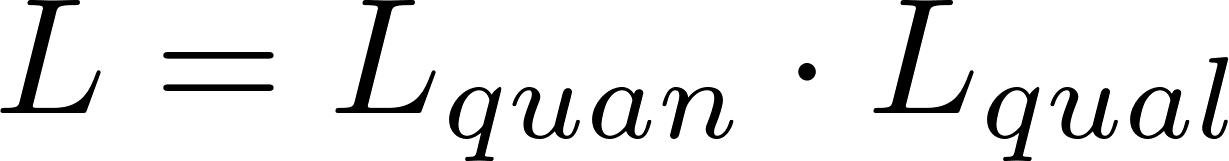 L = L_{quan} · L_{qual}